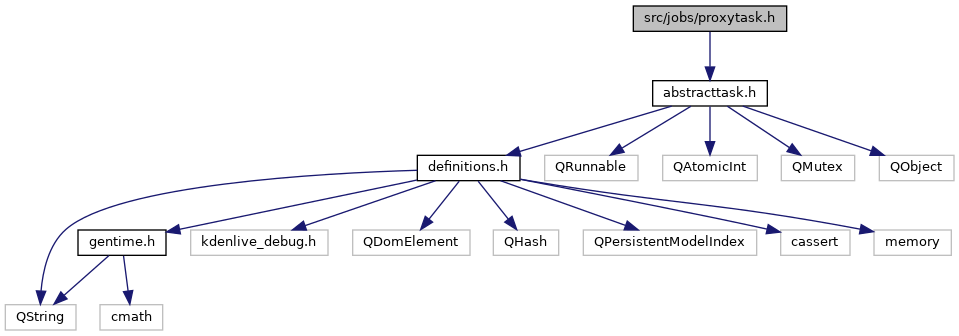 src/jobs/proxytask.h
abstracttask.h
definitions.h
QRunnable
QAtomicInt
QMutex
QObject
gentime.h
kdenlive_debug.h
QDomElement
QHash
QPersistentModelIndex
cassert
memory
QString
cmath